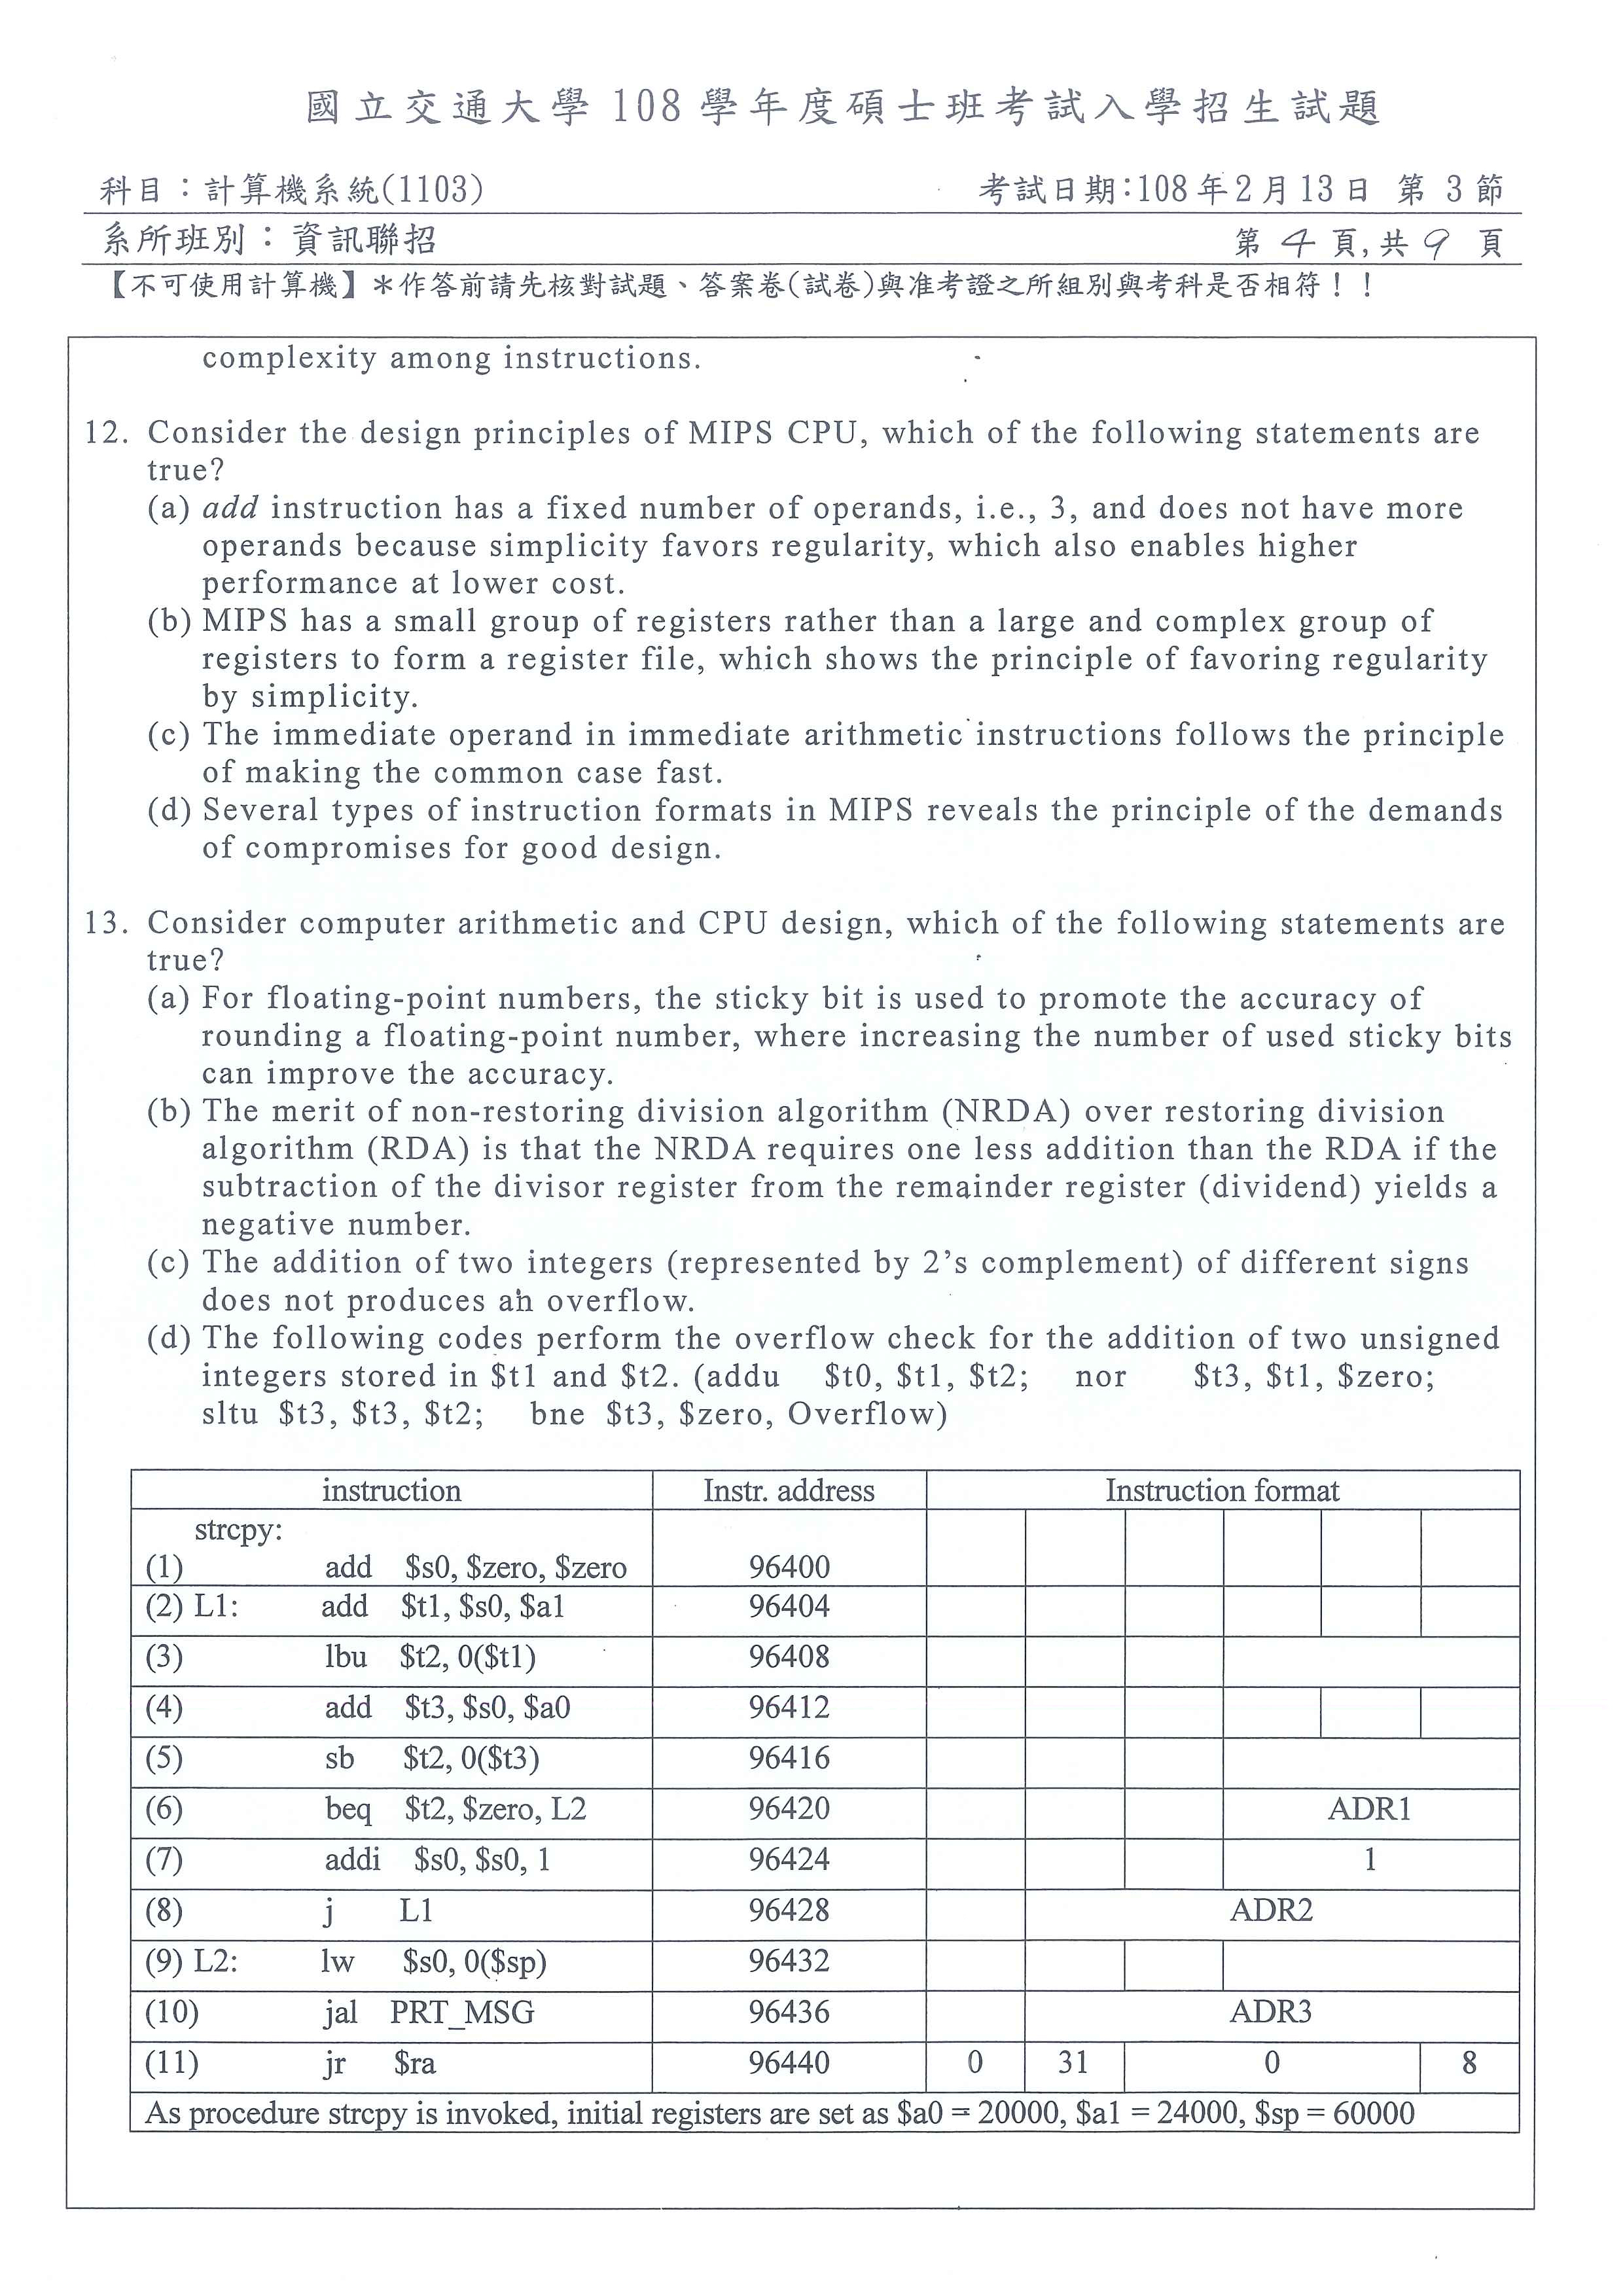 國立交通大學 108 學年度碩士班考試入學招生試題
科目：計算機系統(1103) 考試日期:108年2月13日 第 3 節
系所班別：資訊聯招 第 4 頁,共 9 頁
【不可使用計算機】＊作答前請先核對試題、答案卷(試卷)與准考證之所組別與考科是否相符！！
complexity among instructions.
12. Consider the design principles of MIPS CPU, which of the following statements are
true?
(a) add instruction has a fixed number of operands, i.e., 3, and does not have more
operands because simplicity favors regularity, which also enables higher
performance at lower cost.
(b) MIPS has a small group of registers rather than a large and complex group of
registers to form a register file, which shows the principle of favoring regularity
by simplicity.
(c) The immediate operand in immediate arithmetic instructions follows the principle
of making the common case fast.
(d) Several types of instruction formats in MIPS reveals the principle of the demands
of compromises for good design.
13. Consider computer arithmetic and CPU design, which of the following statements are
true?
(a) For floating-point numbers, the sticky bit is used to promote the accuracy of
rounding a floating-point number, where increasing the number of used sticky bits
can improve the accuracy.
(b) The merit of non-restoring division algorithm (NRDA) over restoring division
algorithm (RDA) is that the NRDA requires one less addition than the RDA if the
subtraction of the divisor register from the remainder register (dividend) yields a
negative number.
(c) The addition of two integers (represented by 2's complement) of different signs
does not produces an overflow.
(d) The following codes perform the overflow check for the addition of two unsigned
integers stored in $t1 and $t2. (addu $t0, $t1, $t2; nor $t3, $t1, $zero;
sltu $t3, $t3, $t2; bne $t3, $zero, Overflow)
instruction Instr. address Instruction format
strcpy:
(1) add $s0, $zero, $zero 96400
(2) L1: add $t1, $s0, $a1 96404
(3) lbu $t2, 0($t1) 96408
(4) add $t3, $s0, $a0 96412
(5) sb $t2, 0($t3) 96416
(6) beq $t2, $zero, L2 96420 ADR1
(7) addi $s0, $s0, 1 96424 1
(8) j L1 96428 ADR2
(9) L2: lw $s0, 0($sp) 96432
(10) jal PRT_MSG 96436 ADR3
(11) jr $ra 96440 0 31 0 8
As procedure strcpy is invoked, initial registers are set as $a0 = 20000, $a1 = 24000, $sp = 60000